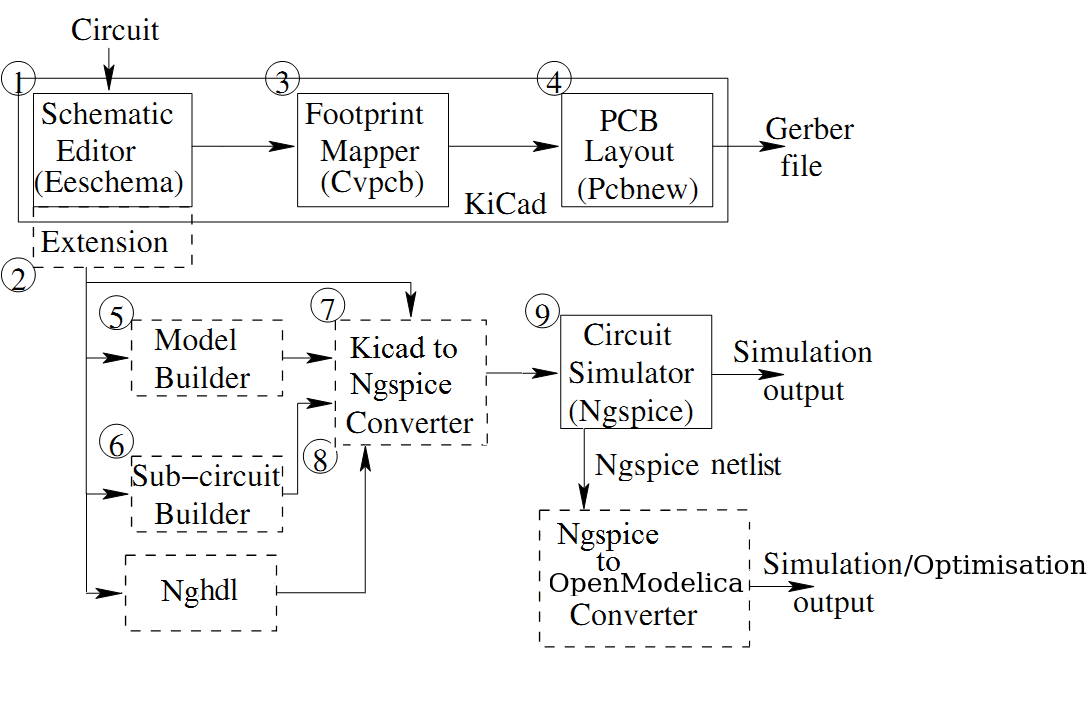 Circuit
1
3
4
Schematic
Editor
(Eeschema)
Footprint
Mapper
(Cvpcb)
PCB
Layout
(Pcbnew)
Gerber
file
KiCad
Extension
2
5
Model
Builder
7
Kicad to
Ngspice
Converter
9
Circuit
Simulator
(Ngspice)
Simulation
output
6
Sub-circuit
Builder
8
Ngspice netlist
Nghdl
Ngspice
to
OpenModelica
Converter
Simulation/Optimisation
output